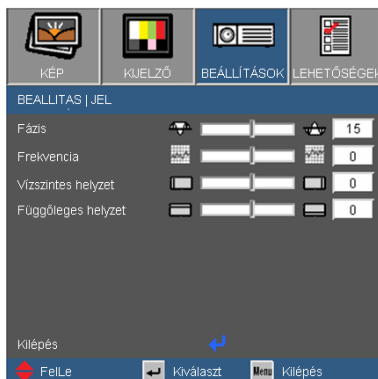 KÉP KIJELZŐ BEÁLLÍTÁSOK LEHETŐSÉGEK
BEALLITAS | JEL
Fázis 15
Frekvencia 0
Vízszintes helyzet 0
Függőleges helyzet 0
Kilépés
FelLe Kiválaszt Menu Kilépés